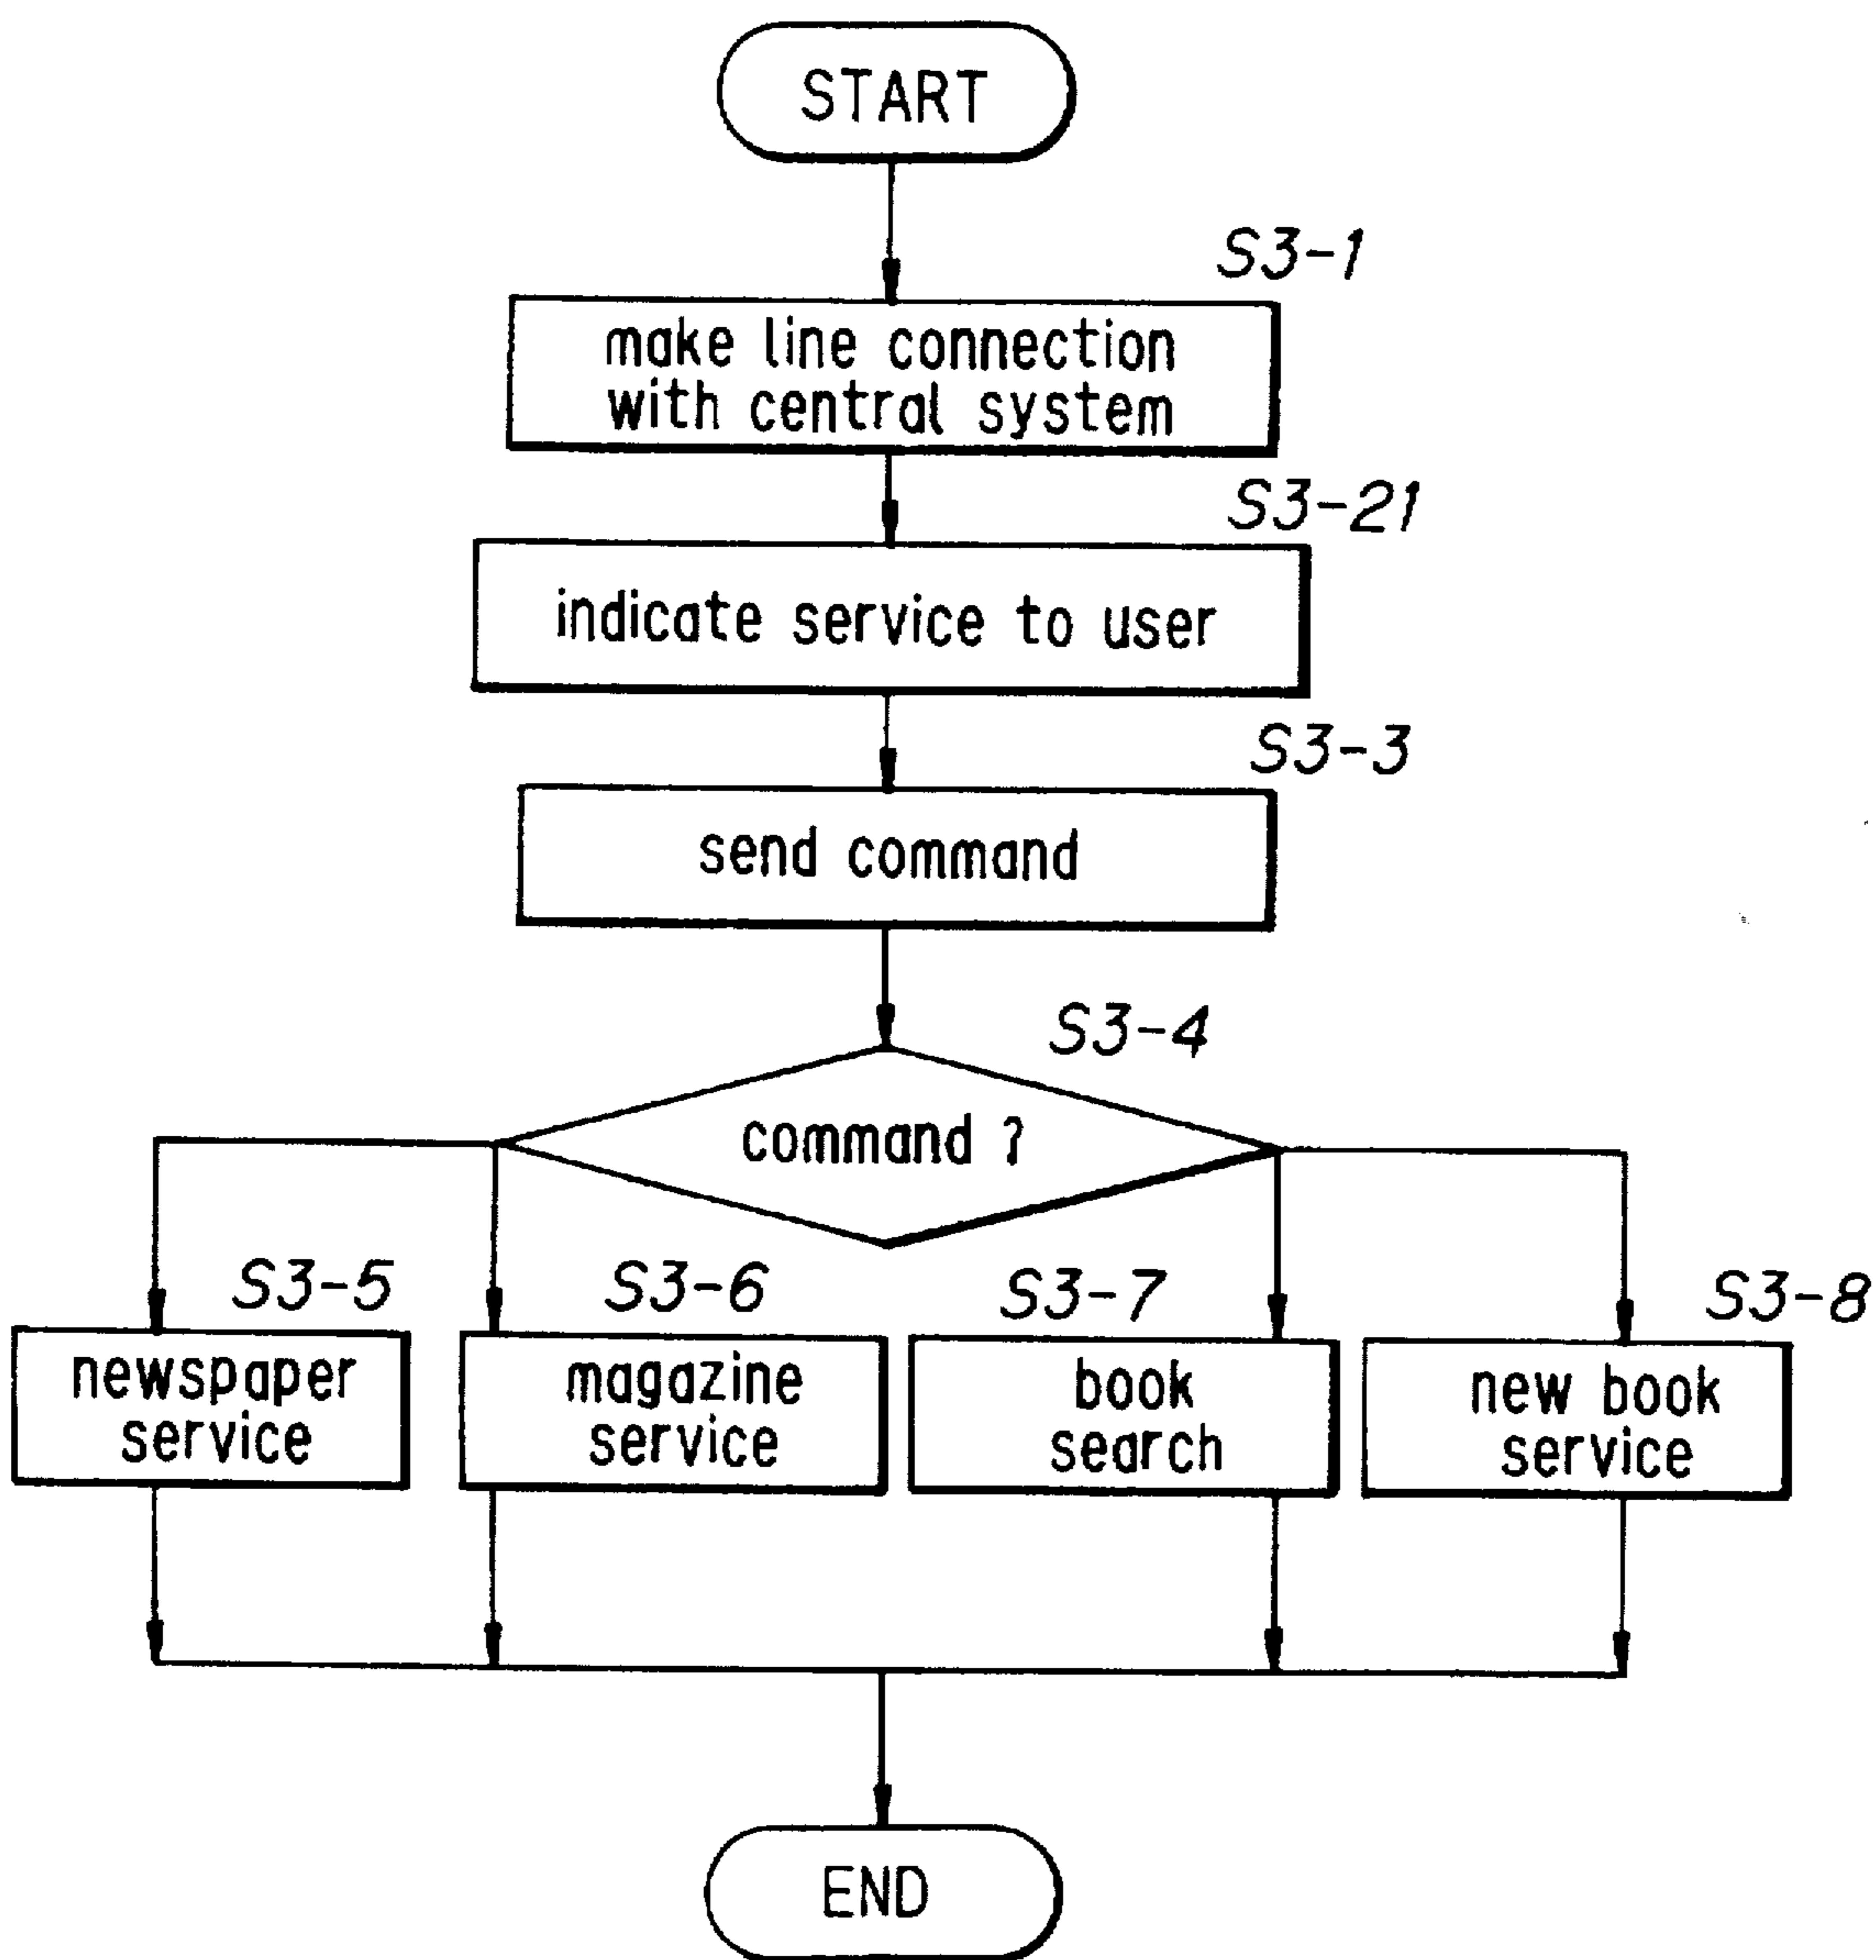 START
S3-1
make line connection
with central system
S3-21
indicate service to user
S3-3
send command
S3-4
command ?
S3-5
newspaper
service
S3-6
magazine
service
S3-7
book
search
S3-8
new book
service
END